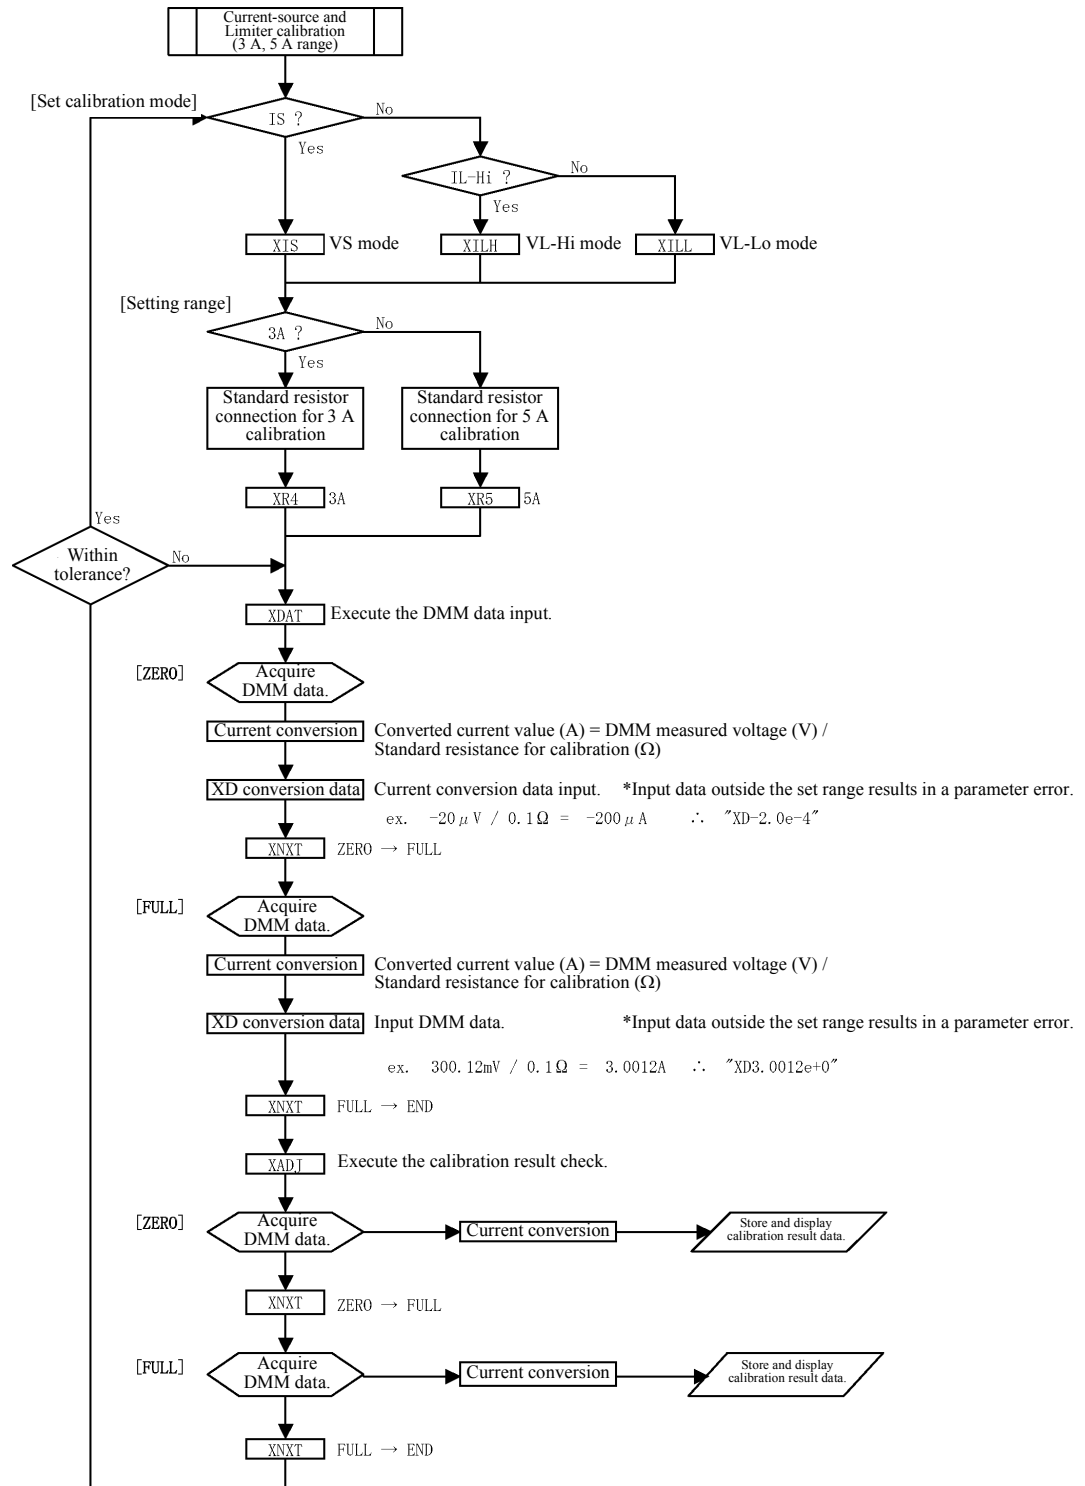 Current-source and
Limiter calibration
(3 A, 5 A range)
[Set calibration mode]
IS ?
No
Yes
IL-Hi ?
No
Yes
XIS
VS mode
XILH
VL-Hi mode
XILL
VL-Lo mode
[Setting range]
3A ?
No
Yes
Standard resistor
connection for 3 A
calibration
Standard resistor
connection for 5 A
calibration
XR4
3A
XR5
5A
Yes
Within
tolerance?
No
XDAT
Execute the DMM data input.
[ZERO]
Acquire
DMM data.
Current conversion
Converted current value (A) = DMM measured voltage (V) /
Standard resistance for calibration (Ω)
XD conversion data
Current conversion data input. *Input data outside the set range results in a parameter error.
ex. -20μV / 0.1Ω = -200μA ∴ "XD-2.0e-4"
XNXT
ZERO → FULL
[FULL]
Acquire
DMM data.
Current conversion
Converted current value (A) = DMM measured voltage (V) /
Standard resistance for calibration (Ω)
XD conversion data
Input DMM data. *Input data outside the set range results in a parameter error.
ex. 300.12mV / 0.1Ω = 3.0012A ∴ "XD3.0012e+0"
XNXT
FULL → END
XADJ
Execute the calibration result check.
[ZERO]
Acquire
DMM data.
Current conversion
Store and display
calibration result data.
XNXT
ZERO → FULL
[FULL]
Acquire
DMM data.
Current conversion
Store and display
calibration result data.
XNXT
FULL → END